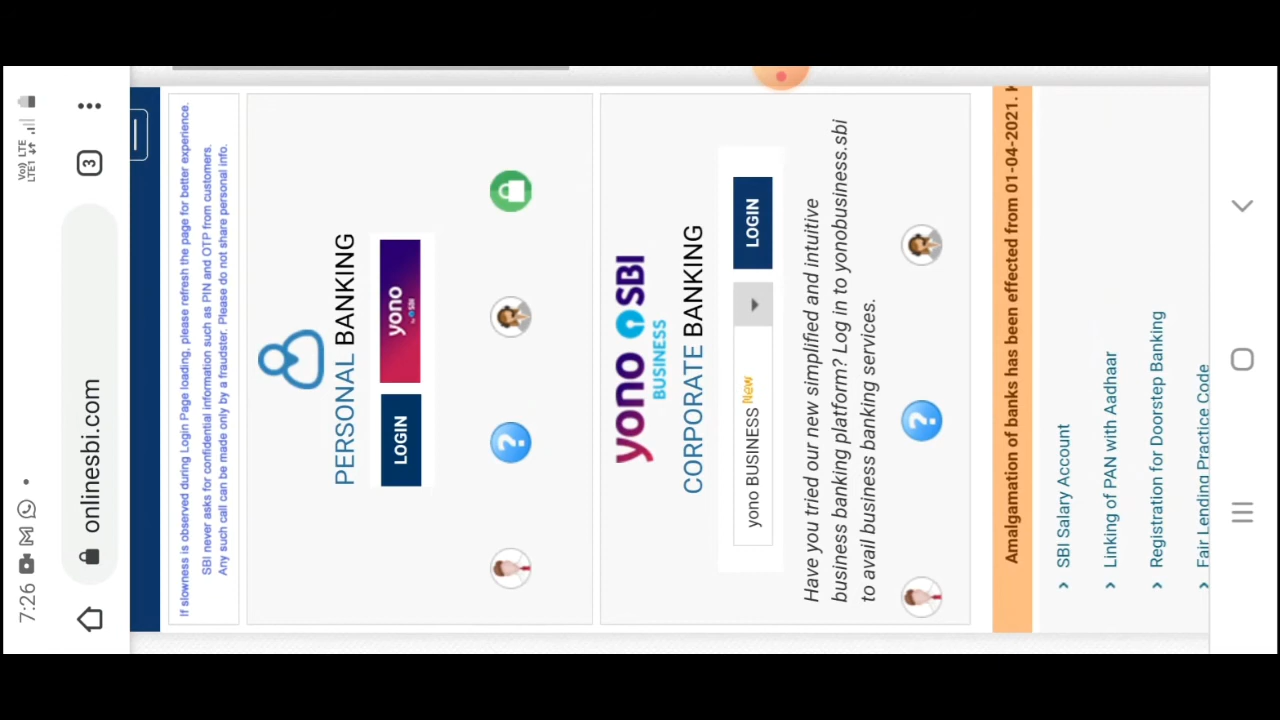 7:26
Vo) LTE
LTE1
onlinesbi.com
3
If slowness is observed during Login Page loading, please refresh the page for better experience.
SBI never asks for confidential information such as PIN and OTP from customers.
Any such call can be made only by a fraudster. Please do not share personal info.
PERSONAL BANKING
LOGIN
yono
by SBI
?
yono SBI
BUSINESS
CORPORATE BANKING
yono BUSINESS New
LOGIN
Have you tried our new simplified and intuitive
business banking platform? Log in to yonobusiness.sbi
to avail business banking services.
?
Amalgamation of banks has been effected from 01-04-2021.
SBI Salary Account
Linking of PAN with Aadhaar
Registration for Doorstep Banking
Fair Lending Practice Code